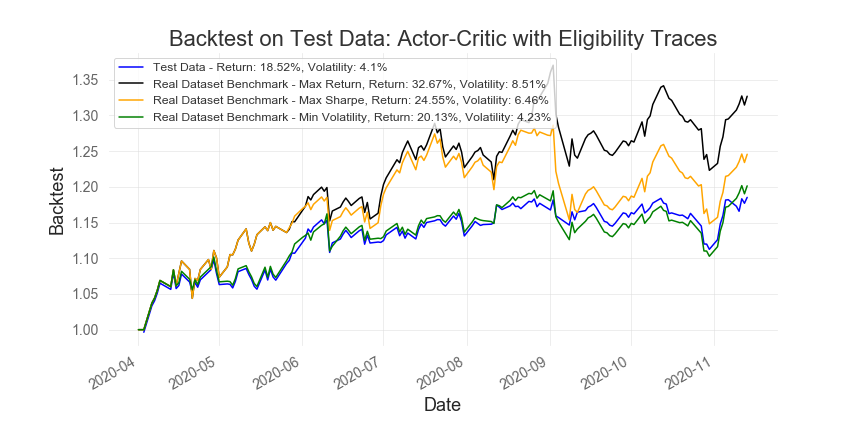 Backtest on Test Data: Actor-Critic with Eligibility Traces
Test Data - Return: 18.52%, Volatility: 4.1%
Real Dataset Benchmark - Max Return, Return: 32.67%, Volatility: 8.51%
Real Dataset Benchmark - Max Sharpe, Return: 24.55%, Volatility: 6.46%
Real Dataset Benchmark - Min Volatility, Return: 20.13%, Volatility: 4.23%
Backtest
1.35
1.30
1.25
1.20
1.15
1.10
1.05
1.00
2020-04
2020-05
2020-06
2020-07
2020-08
2020-09
2020-10
2020-11
Date